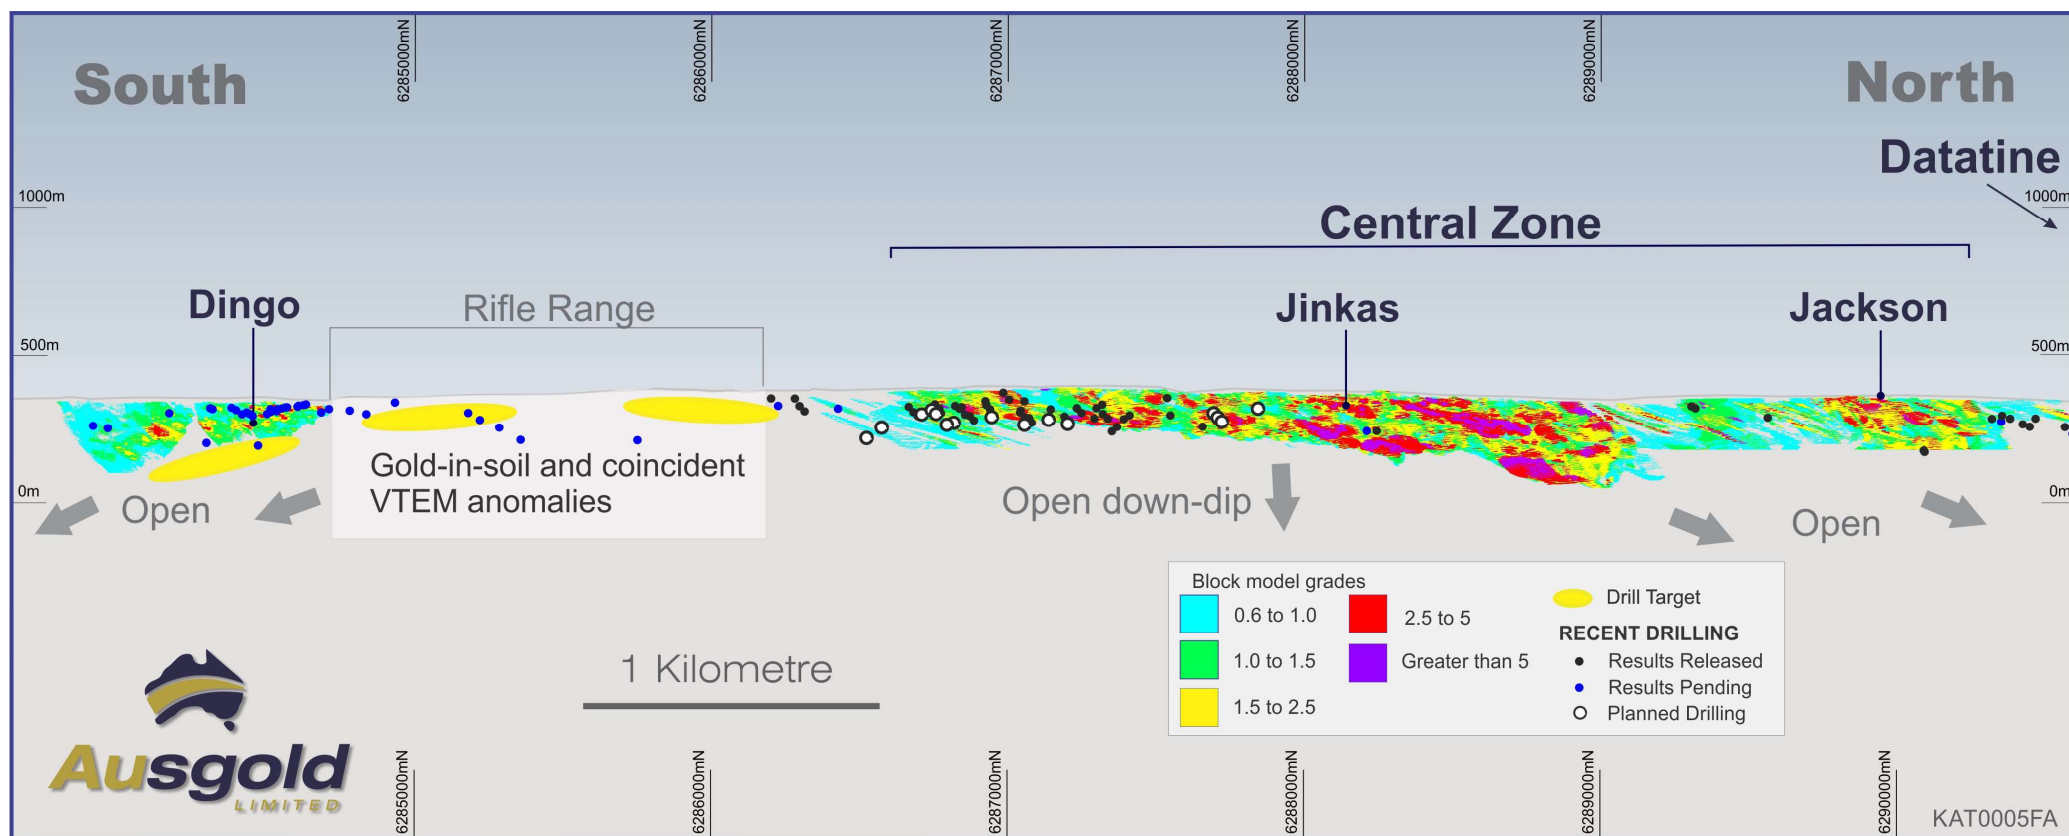 6285000mN
6286000mN
6287000mN
6288000mN
6289000mN
South
North
Datatine
1000m
1000m
Central Zone
Dingo
Rifle Range
Jinkas
Jackson
500m
500m
Gold-in-soil and coincident
VTEM anomalies
0m
0m
Open
Open down-dip
Open
Block model grades
0.6 to 1.0
1.0 to 1.5
1.5 to 2.5
2.5 to 5
Greater than 5
Drill Target
RECENT DRILLING
Results Released
Results Pending
Planned Drilling
1 Kilometre
Ausgold
LIMITED
6285000mN
6286000mN
6287000mN
6288000mN
6289000mN
6290000mN
KAT0005FA